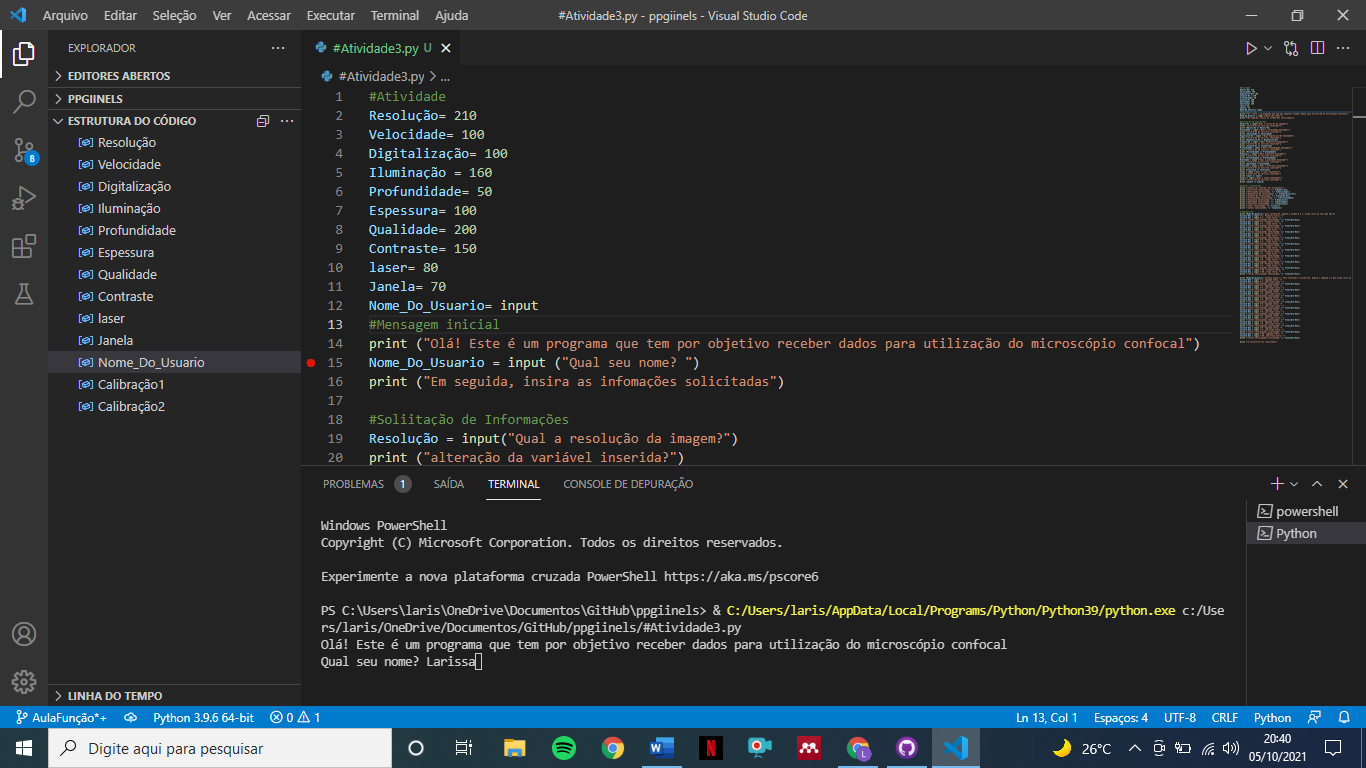 Arquivo Editar Seleção Ver Acessar Executar Terminal Ajuda #Atividade3.py - ppgiinels - Visual Studio Code
EXPLORADOR
EDITORES ABERTOS
PPGIINELS
ESTRUTURA DO CÓDIGO
Resolução
Velocidade
Digitalização
Iluminação
Profundidade
Espessura
Qualidade
Contraste
laser
Janela
Nome_Do_Usuario
Calibração1
Calibração2
LINHA DO TEMPO
#Atividade3.py U
#Atividade3.py > ...
1 #Atividade
2 Resolução= 210
3 Velocidade= 100
4 Digitalização= 100
5 Iluminação = 160
6 Profundidade= 50
7 Espessura= 100
8 Qualidade= 200
9 Contraste= 150
10 laser= 80
11 Janela= 70
12 Nome_Do_Usuario= input
13 #Mensagem inicial
14 print ("Olá! Este é um programa que tem por objetivo receber dados para utilização do microscópio confocal")
15 Nome_Do_Usuario = input ("Qual seu nome? ")
16 print ("Em seguida, insira as infomações solicitadas")
17
18 #Soliitação de Informações
19 Resolução = input("Qual a resolução da imagem?")
20 print ("alteração da variável inserida?")
PROBLEMAS 1 SAÍDA TERMINAL CONSOLE DE DEPURAÇÃO
powershell
Python
Windows PowerShell
Copyright (C) Microsoft Corporation. Todos os direitos reservados.
Experimente a nova plataforma cruzada PowerShell https://aka.ms/pscore6
PS C:\Users\laris\OneDrive\Documentos\GitHub\ppgiinels> & C:/Users/laris/AppData/Local/Programs/Python/Python39/python.exe c:/Use
rs/laris/OneDrive/Documentos/GitHub/ppgiinels/#Atividade3.py
Olá! Este é um programa que tem por objetivo receber dados para utilização do microscópio confocal
Qual seu nome? Larissa
8
AulaFunção*+ Python 3.9.6 64-bit 0 1 Ln 13, Col 1 Espaços: 4 UTF-8 CRLF Python
Digite aqui para pesquisar
26°C
20:40
05/10/2021